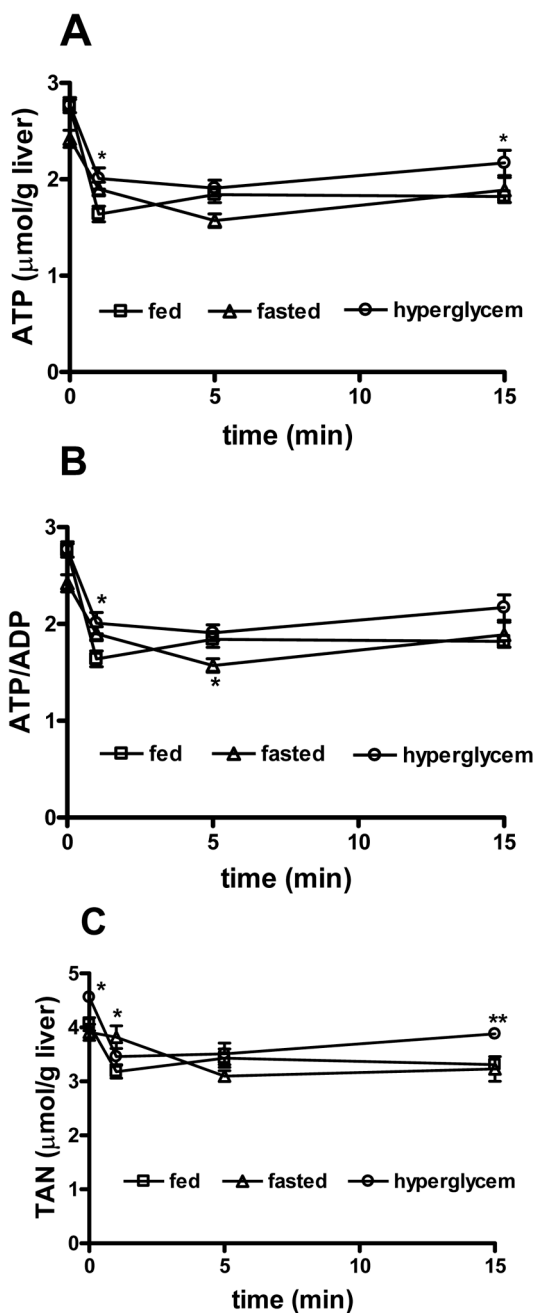 A
3
2
1
0
ATP (μmol/g liver)
*
*
fed fasted hyperglycem
0 5 10 15
time (min)
B
3
2
1
0
ATP/ADP
*
*
fed fasted hyperglycem
0 5 10 15
time (min)
C
5
4
3
2
1
0
TAN (μmol/g liver)
*
*
**
fed fasted hyperglycem
0 5 10 15
time (min)